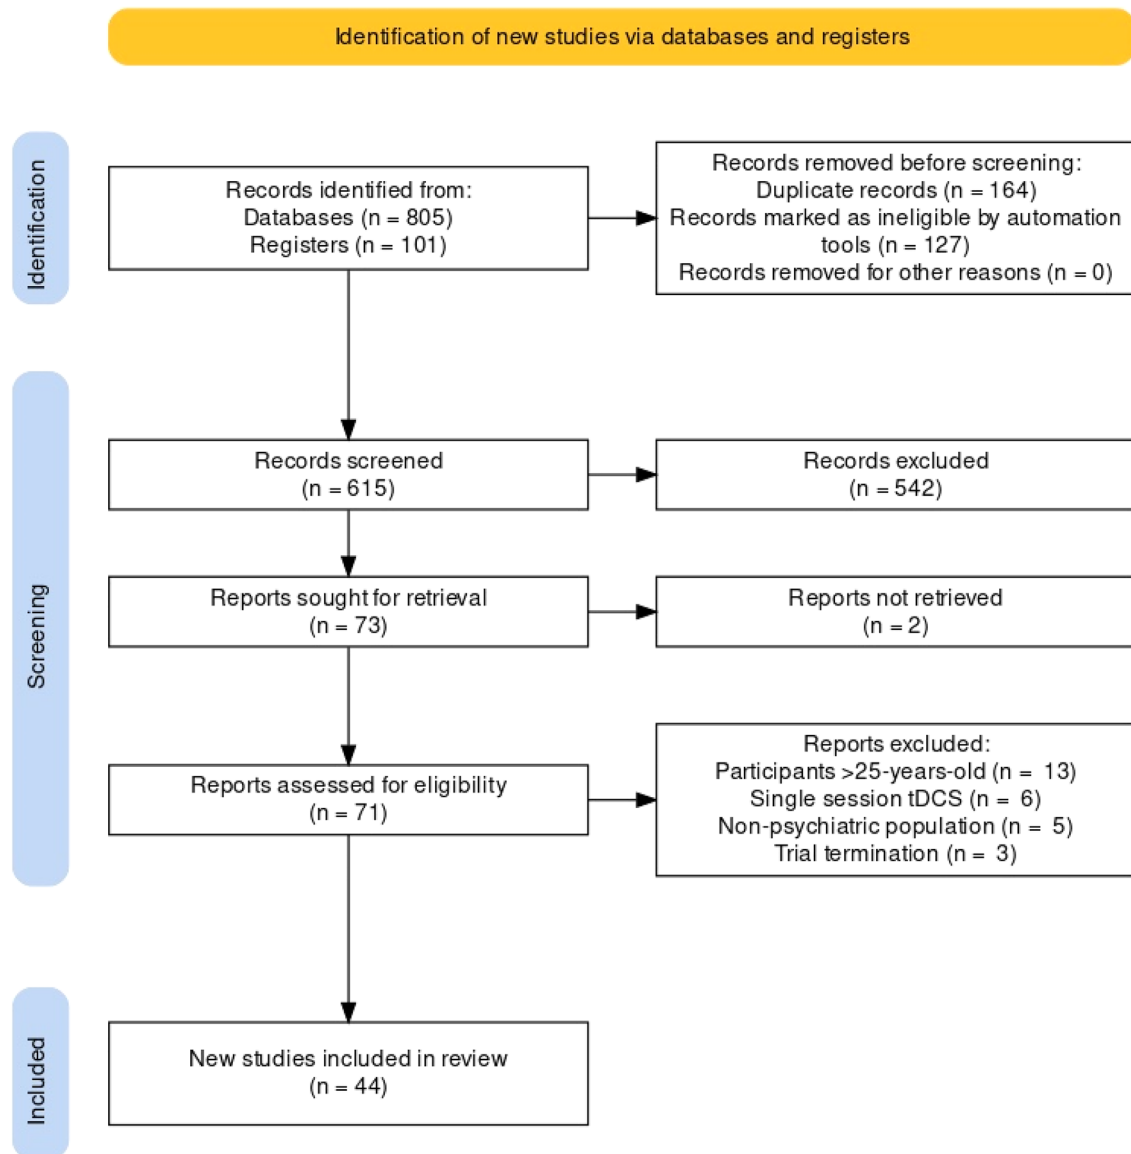 Identification of new studies via databases and registers
Identification
Records identified from:
Databases (n = 805)
Registers (n = 101)
Records removed before screening:
Duplicate records (n = 164)
Records marked as ineligible by automation
tools (n = 127)
Records removed for other reasons (n = 0)
Screening
Records screened
(n = 615)
Records excluded
(n = 542)
Reports sought for retrieval
(n = 73)
Reports not retrieved
(n = 2)
Reports assessed for eligibility
(n = 71)
Reports excluded:
Participants >25-years-old (n = 13)
Single session tDCS (n = 6)
Non-psychiatric population (n = 5)
Trial termination (n = 3)
Included
New studies included in review
(n = 44)